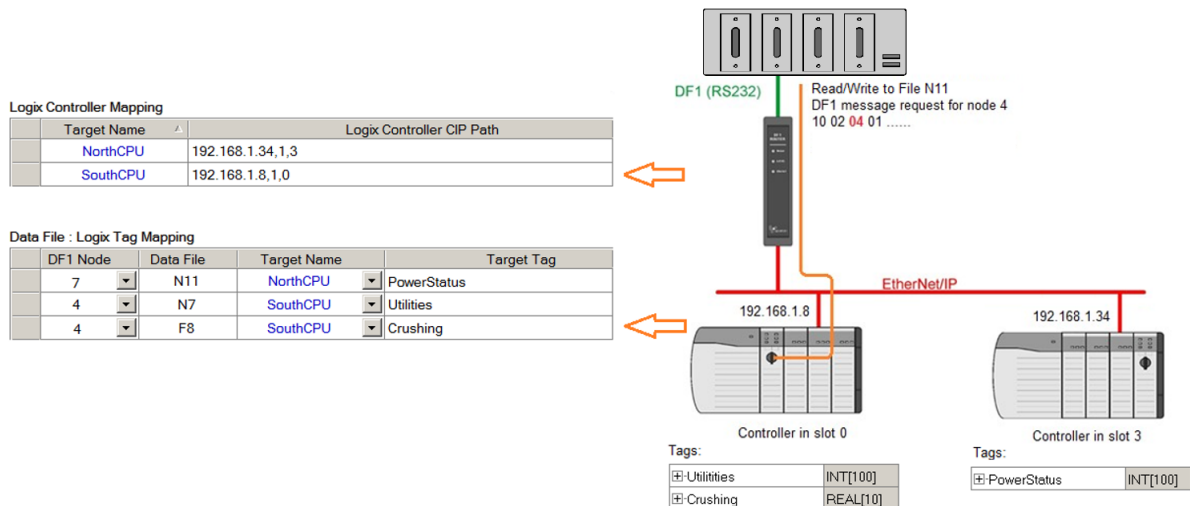 DF1 (RS232)
Read/Write to File N11
DF1 message request for node 4
10 02 04 01 ......
Logix Controller Mapping
Target Name Logix Controller CIP Path
NorthCPU 192.168.1.34,1,3
SouthCPU 192.168.1.8,1,0
Data File : Logix Tag Mapping
DF1 Node Data File Target Name Target Tag
7 N11 NorthCPU PowerStatus
4 N7 SouthCPU Utilities
4 F8 SouthCPU Crushing
EtherNet/IP
192.168.1.8
192.168.1.34
Controller in slot 0
Controller in slot 3
Tags:
Utilitities INT[100]
Crushing REAL[10]
Tags:
PowerStatus INT[100]